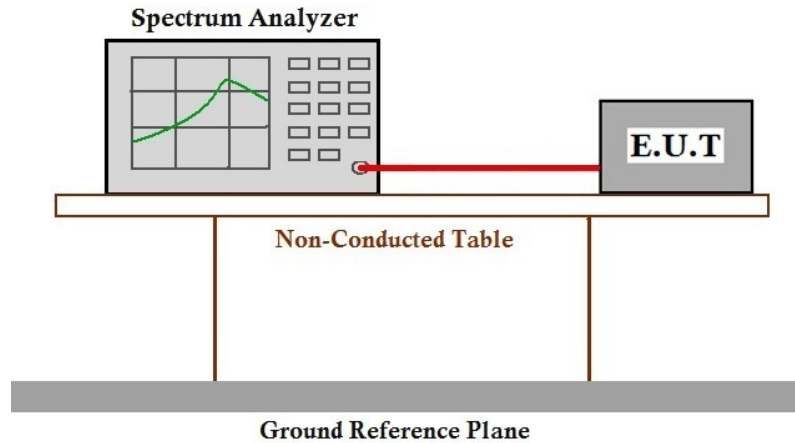 Spectrum Analyzer
E.U.T
Non-Conducted Table
Ground Reference Plane